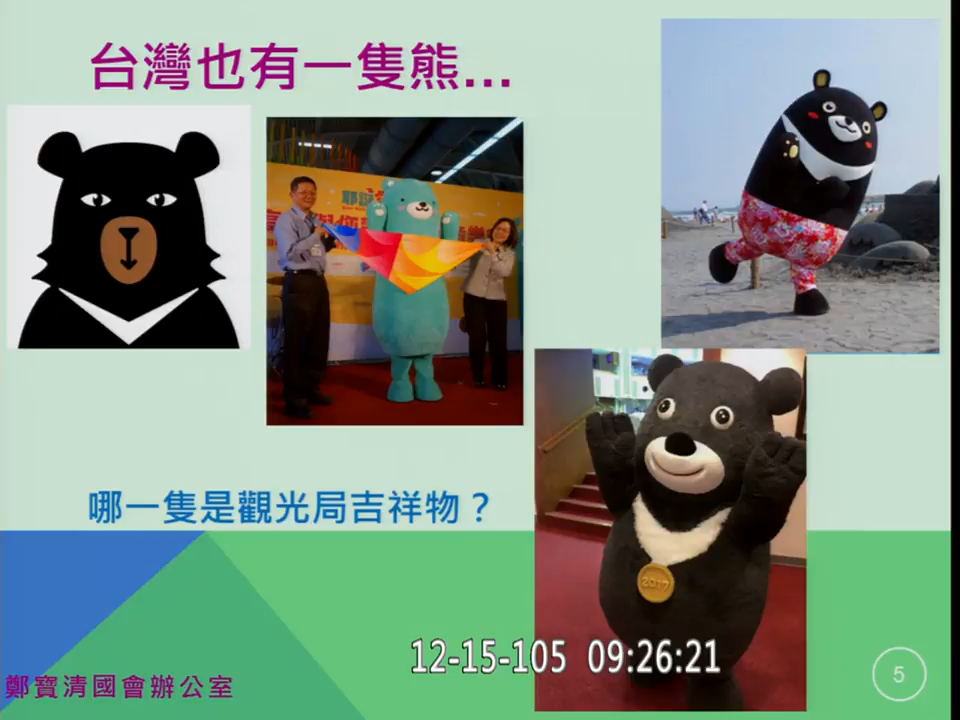 台灣也有一隻熊...
哪一隻是觀光局吉祥物？
2017
12-15-105 09:26:21
鄭寶清國會辦公室
5